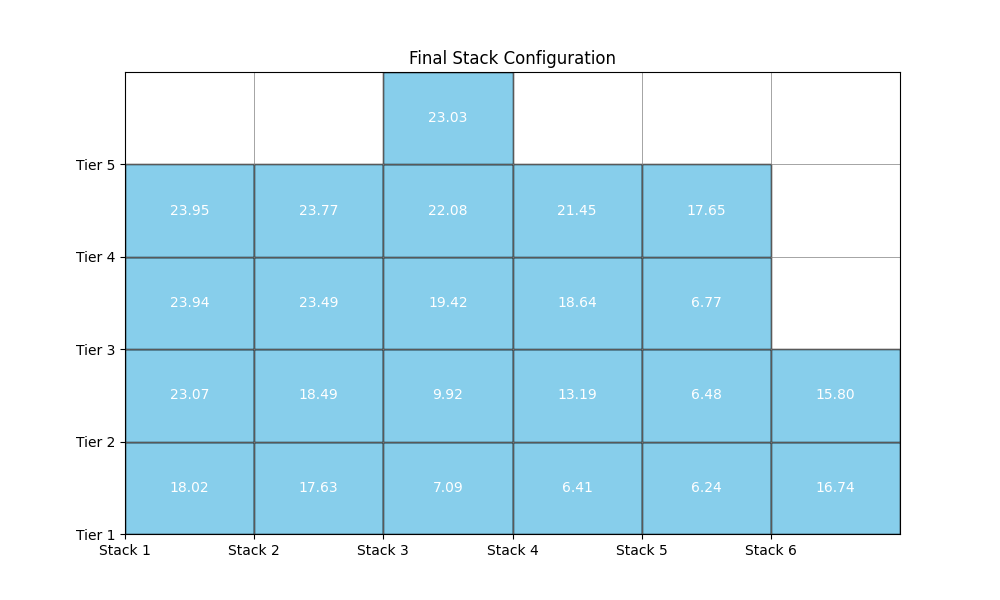 Final Stack Configuration
23.03
Tier 5
23.95 23.77 22.08 21.45 17.65
Tier 4
23.94 23.49 19.42 18.64 6.77
Tier 3
23.07 18.49 9.92 13.19 6.48 15.80
Tier 2
18.02 17.63 7.09 6.41 6.24 16.74
Tier 1
Stack 1 Stack 2 Stack 3 Stack 4 Stack 5 Stack 6